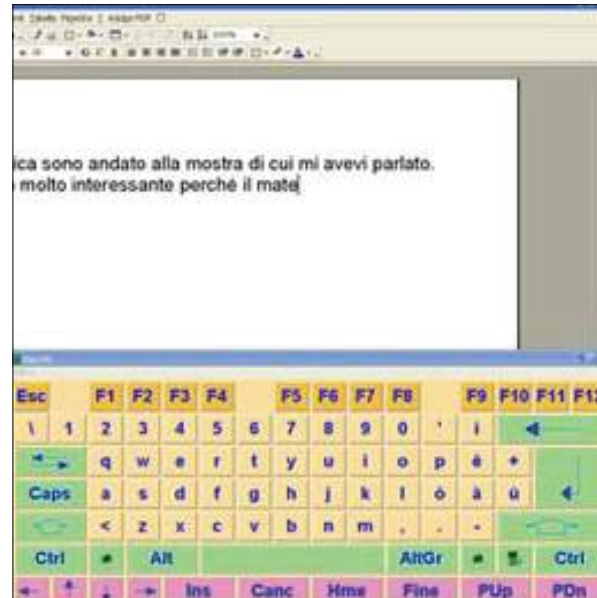 ica sono andato alla mostra di cui mi avevi parlato.
molto interessante perché il mate
Esc F1 F2 F3 F4 F5 F6 F7 F8 F9 F10 F11 F12
\ 1 2 3 4 5 6 7 8 9 0 ' ì
q w e r t y u i o p è +
Caps a s d f g h j k l ò à ù
< z x c v b n m , . -
Ctrl Alt AltGr Ctrl
Ins Canc Hme Fine PUp PDn